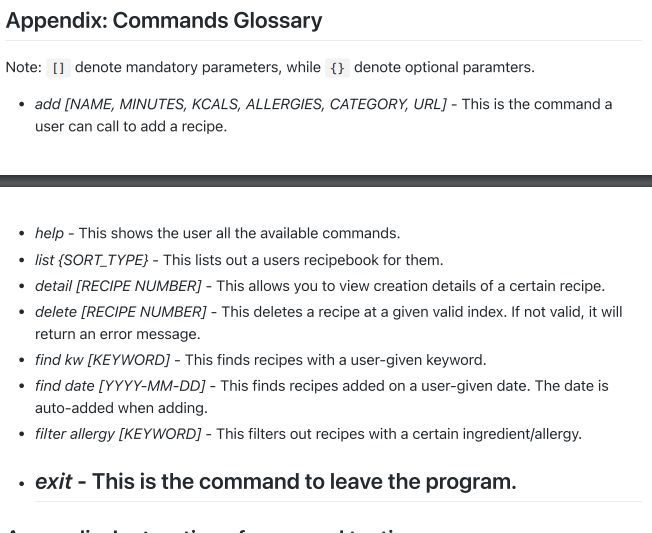 Appendix: Commands Glossary
Note: [] denote mandatory parameters, while {} denote optional paramters.
• add [NAME, MINUTES, KCALS, ALLERGIES, CATEGORY, URL] - This is the command a
user can call to add a recipe.
• help - This shows the user all the available commands.
• list {SORT_TYPE} - This lists out a users recipebook for them.
• detail [RECIPE NUMBER] - This allows you to view creation details of a certain recipe.
• delete [RECIPE NUMBER] - This deletes a recipe at a given valid index. If not valid, it will
return an error message.
• find kw [KEYWORD] - This finds recipes with a user-given keyword.
• find date [YYYY-MM-DD] - This finds recipes added on a user-given date. The date is
auto-added when adding.
• filter allergy [KEYWORD] - This filters out recipes with a certain ingredient/allergy.
• exit - This is the command to leave the program.